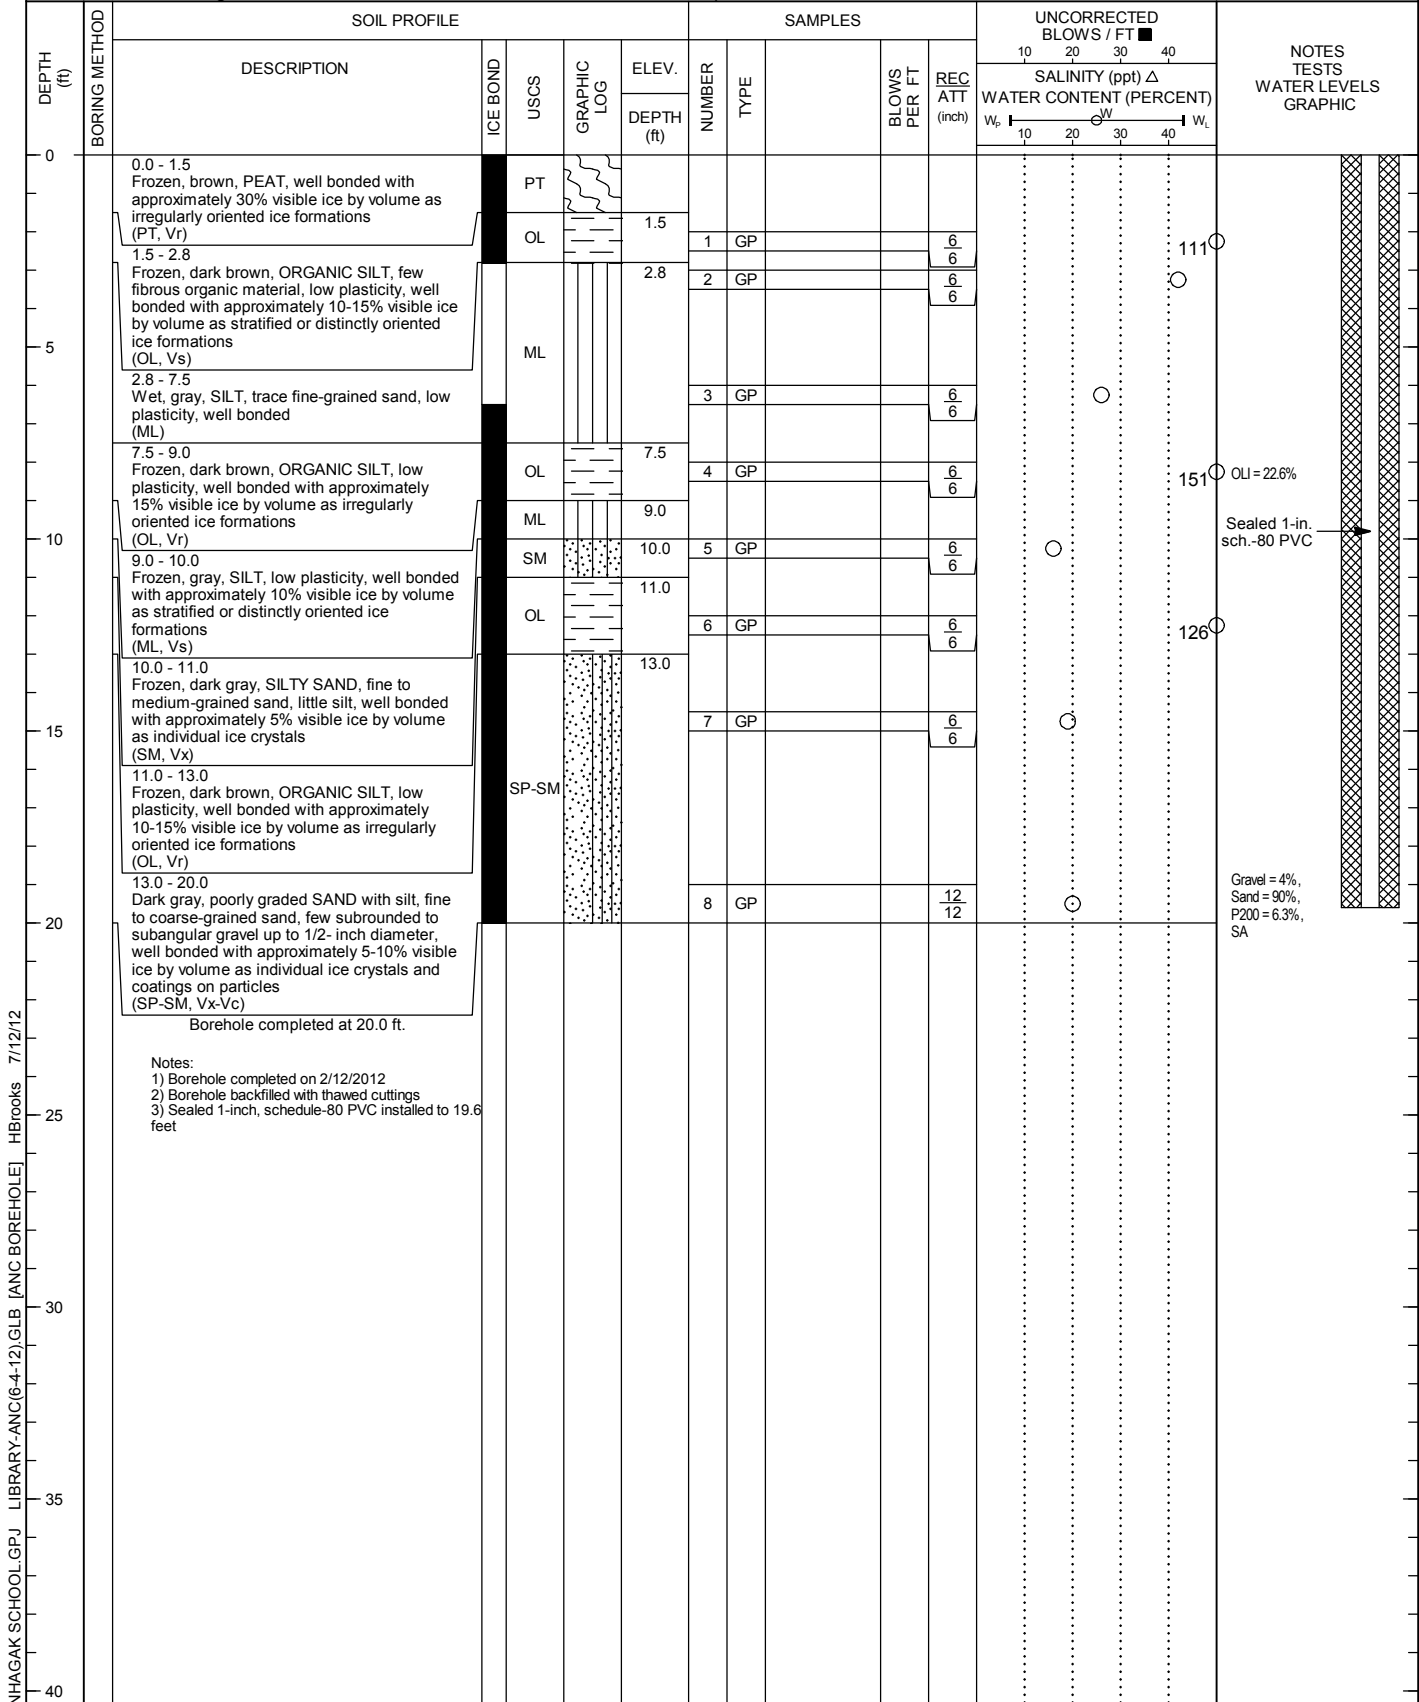 DEPTH
(ft)
BORING METHOD
SOIL PROFILE
DESCRIPTION
ICE BOND
USCS
GRAPHIC
LOG
ELEV.
DEPTH
(ft)
SAMPLES
NUMBER
TYPE
BLOWS
PER FT
REC
ATT
(inch)
UNCORRECTED
BLOWS / FT ■
10 20 30 40
SALINITY (ppt) △
WATER CONTENT (PERCENT)
WP W WL
10 20 30 40
NOTES
TESTS
WATER LEVELS
GRAPHIC
0
5
10
15
20
25
30
35
40
0.0 - 1.5
Frozen, brown, PEAT, well bonded with
approximately 30% visible ice by volume as
irregularly oriented ice formations
(PT, Vr)
1.5 - 2.8
Frozen, dark brown, ORGANIC SILT, few
fibrous organic material, low plasticity, well
bonded with approximately 10-15% visible ice
by volume as stratified or distinctly oriented
ice formations
(OL, Vs)
2.8 - 7.5
Wet, gray, SILT, trace fine-grained sand, low
plasticity, well bonded
(ML)
7.5 - 9.0
Frozen, dark brown, ORGANIC SILT, low
plasticity, well bonded with approximately
15% visible ice by volume as irregularly
oriented ice formations
(OL, Vr)
9.0 - 10.0
Frozen, gray, SILT, low plasticity, well bonded
with approximately 10% visible ice by volume
as stratified or distinctly oriented ice
formations
(ML, Vs)
10.0 - 11.0
Frozen, dark gray, SILTY SAND, fine to
medium-grained sand, little silt, well bonded
with approximately 5% visible ice by volume
as individual ice crystals
(SM, Vx)
11.0 - 13.0
Frozen, dark brown, ORGANIC SILT, low
plasticity, well bonded with approximately
10-15% visible ice by volume as irregularly
oriented ice formations
(OL, Vr)
13.0 - 20.0
Dark gray, poorly graded SAND with silt, fine
to coarse-grained sand, few subrounded to
subangular gravel up to 1/2- inch diameter,
well bonded with approximately 5-10% visible
ice by volume as individual ice crystals and
coatings on particles
(SP-SM, Vx-Vc)
Borehole completed at 20.0 ft.
Notes:
1) Borehole completed on 2/12/2012
2) Borehole backfilled with thawed cuttings
3) Sealed 1-inch, schedule-80 PVC installed to 19.6
feet
PT
OL
ML
OL
ML
SM
OL
SP-SM
1.5
2.8
7.5
9.0
10.0
11.0
13.0
1 GP 6 6 111
2 GP 6 6
3 GP 6 6
4 GP 6 6 151
5 GP 6 6
6 GP 6 6 126
7 GP 6 6
8 GP 12 12
OLI = 22.6%
Sealed 1-in.
sch.-80 PVC
Gravel = 4%,
Sand = 90%,
P200 = 6.3%,
SA
NHAGAK SCHOOL.GPJ LIBRARY-ANC(6-4-12).GLB [ANC BOREHOLE] HBrooks 7/12/12